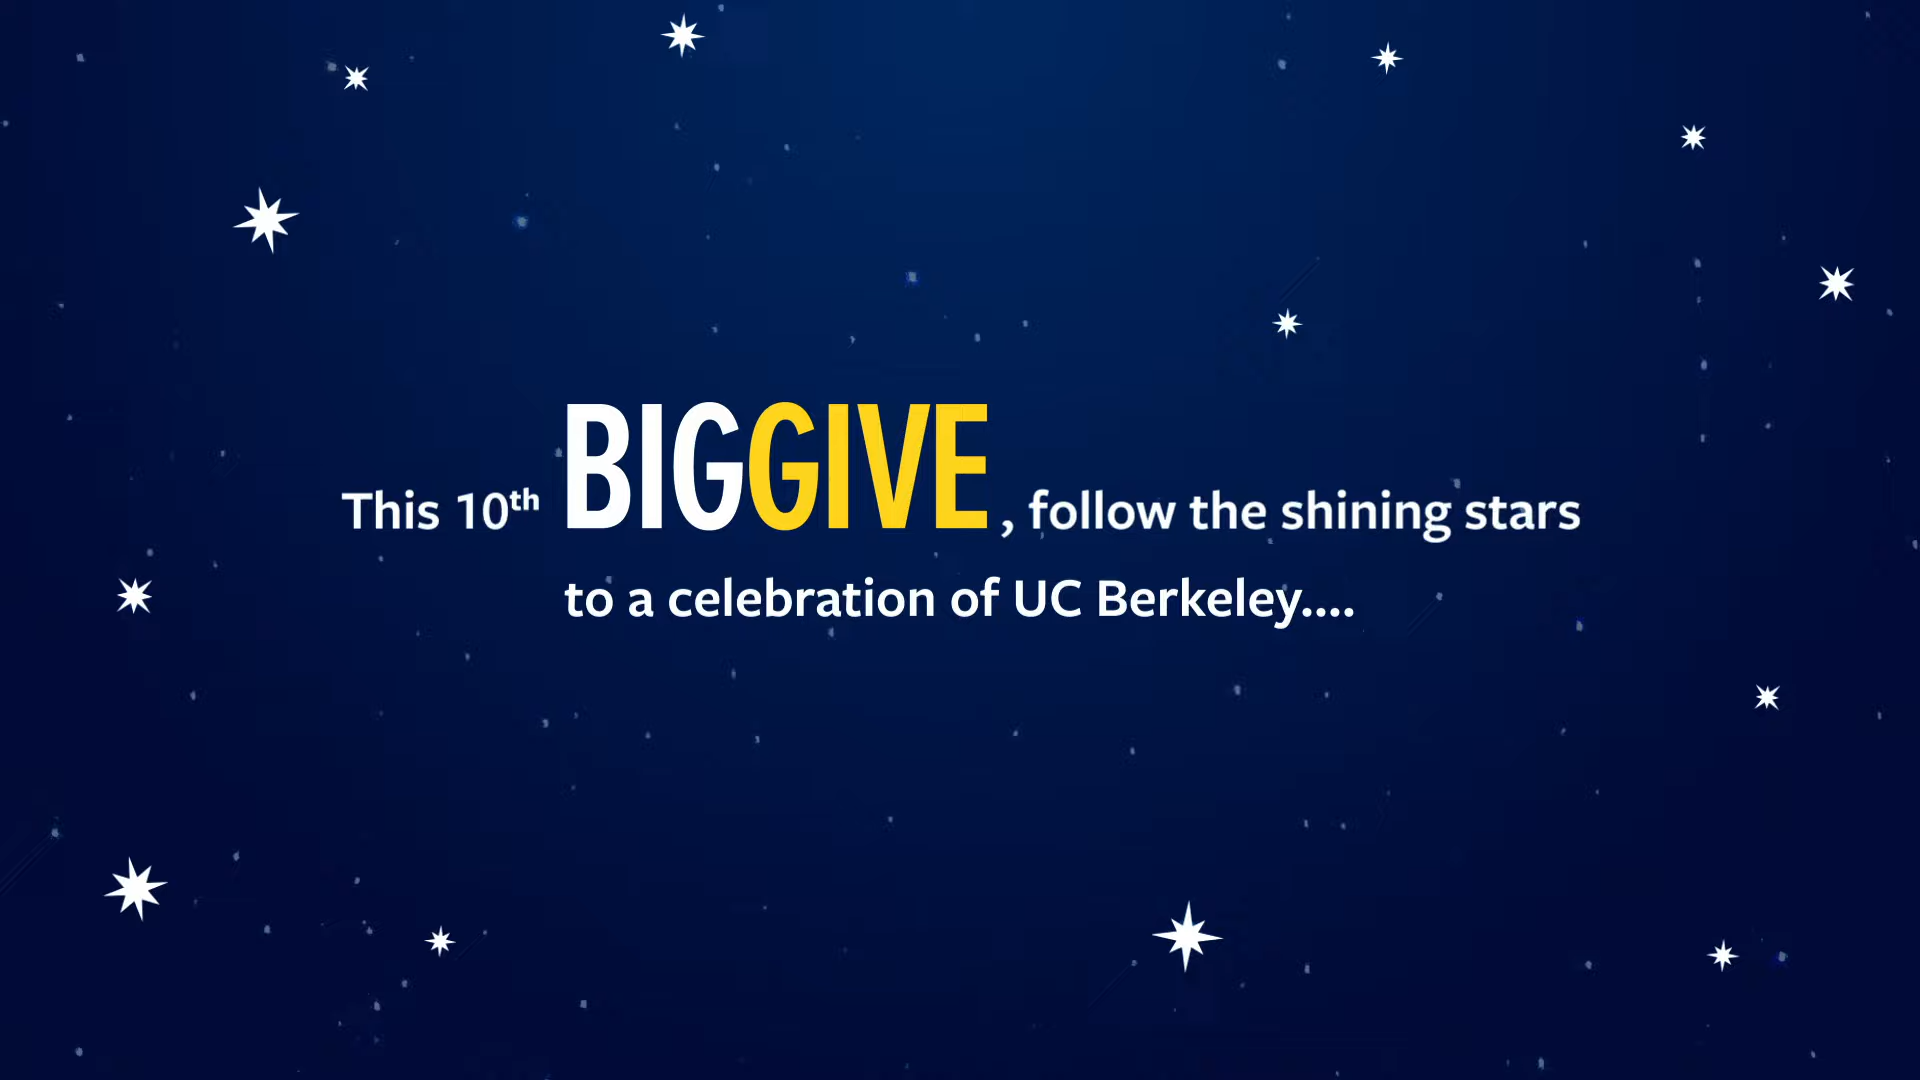 This 10th BIGGIVE, follow the shining stars
to a celebration of UC Berkeley....